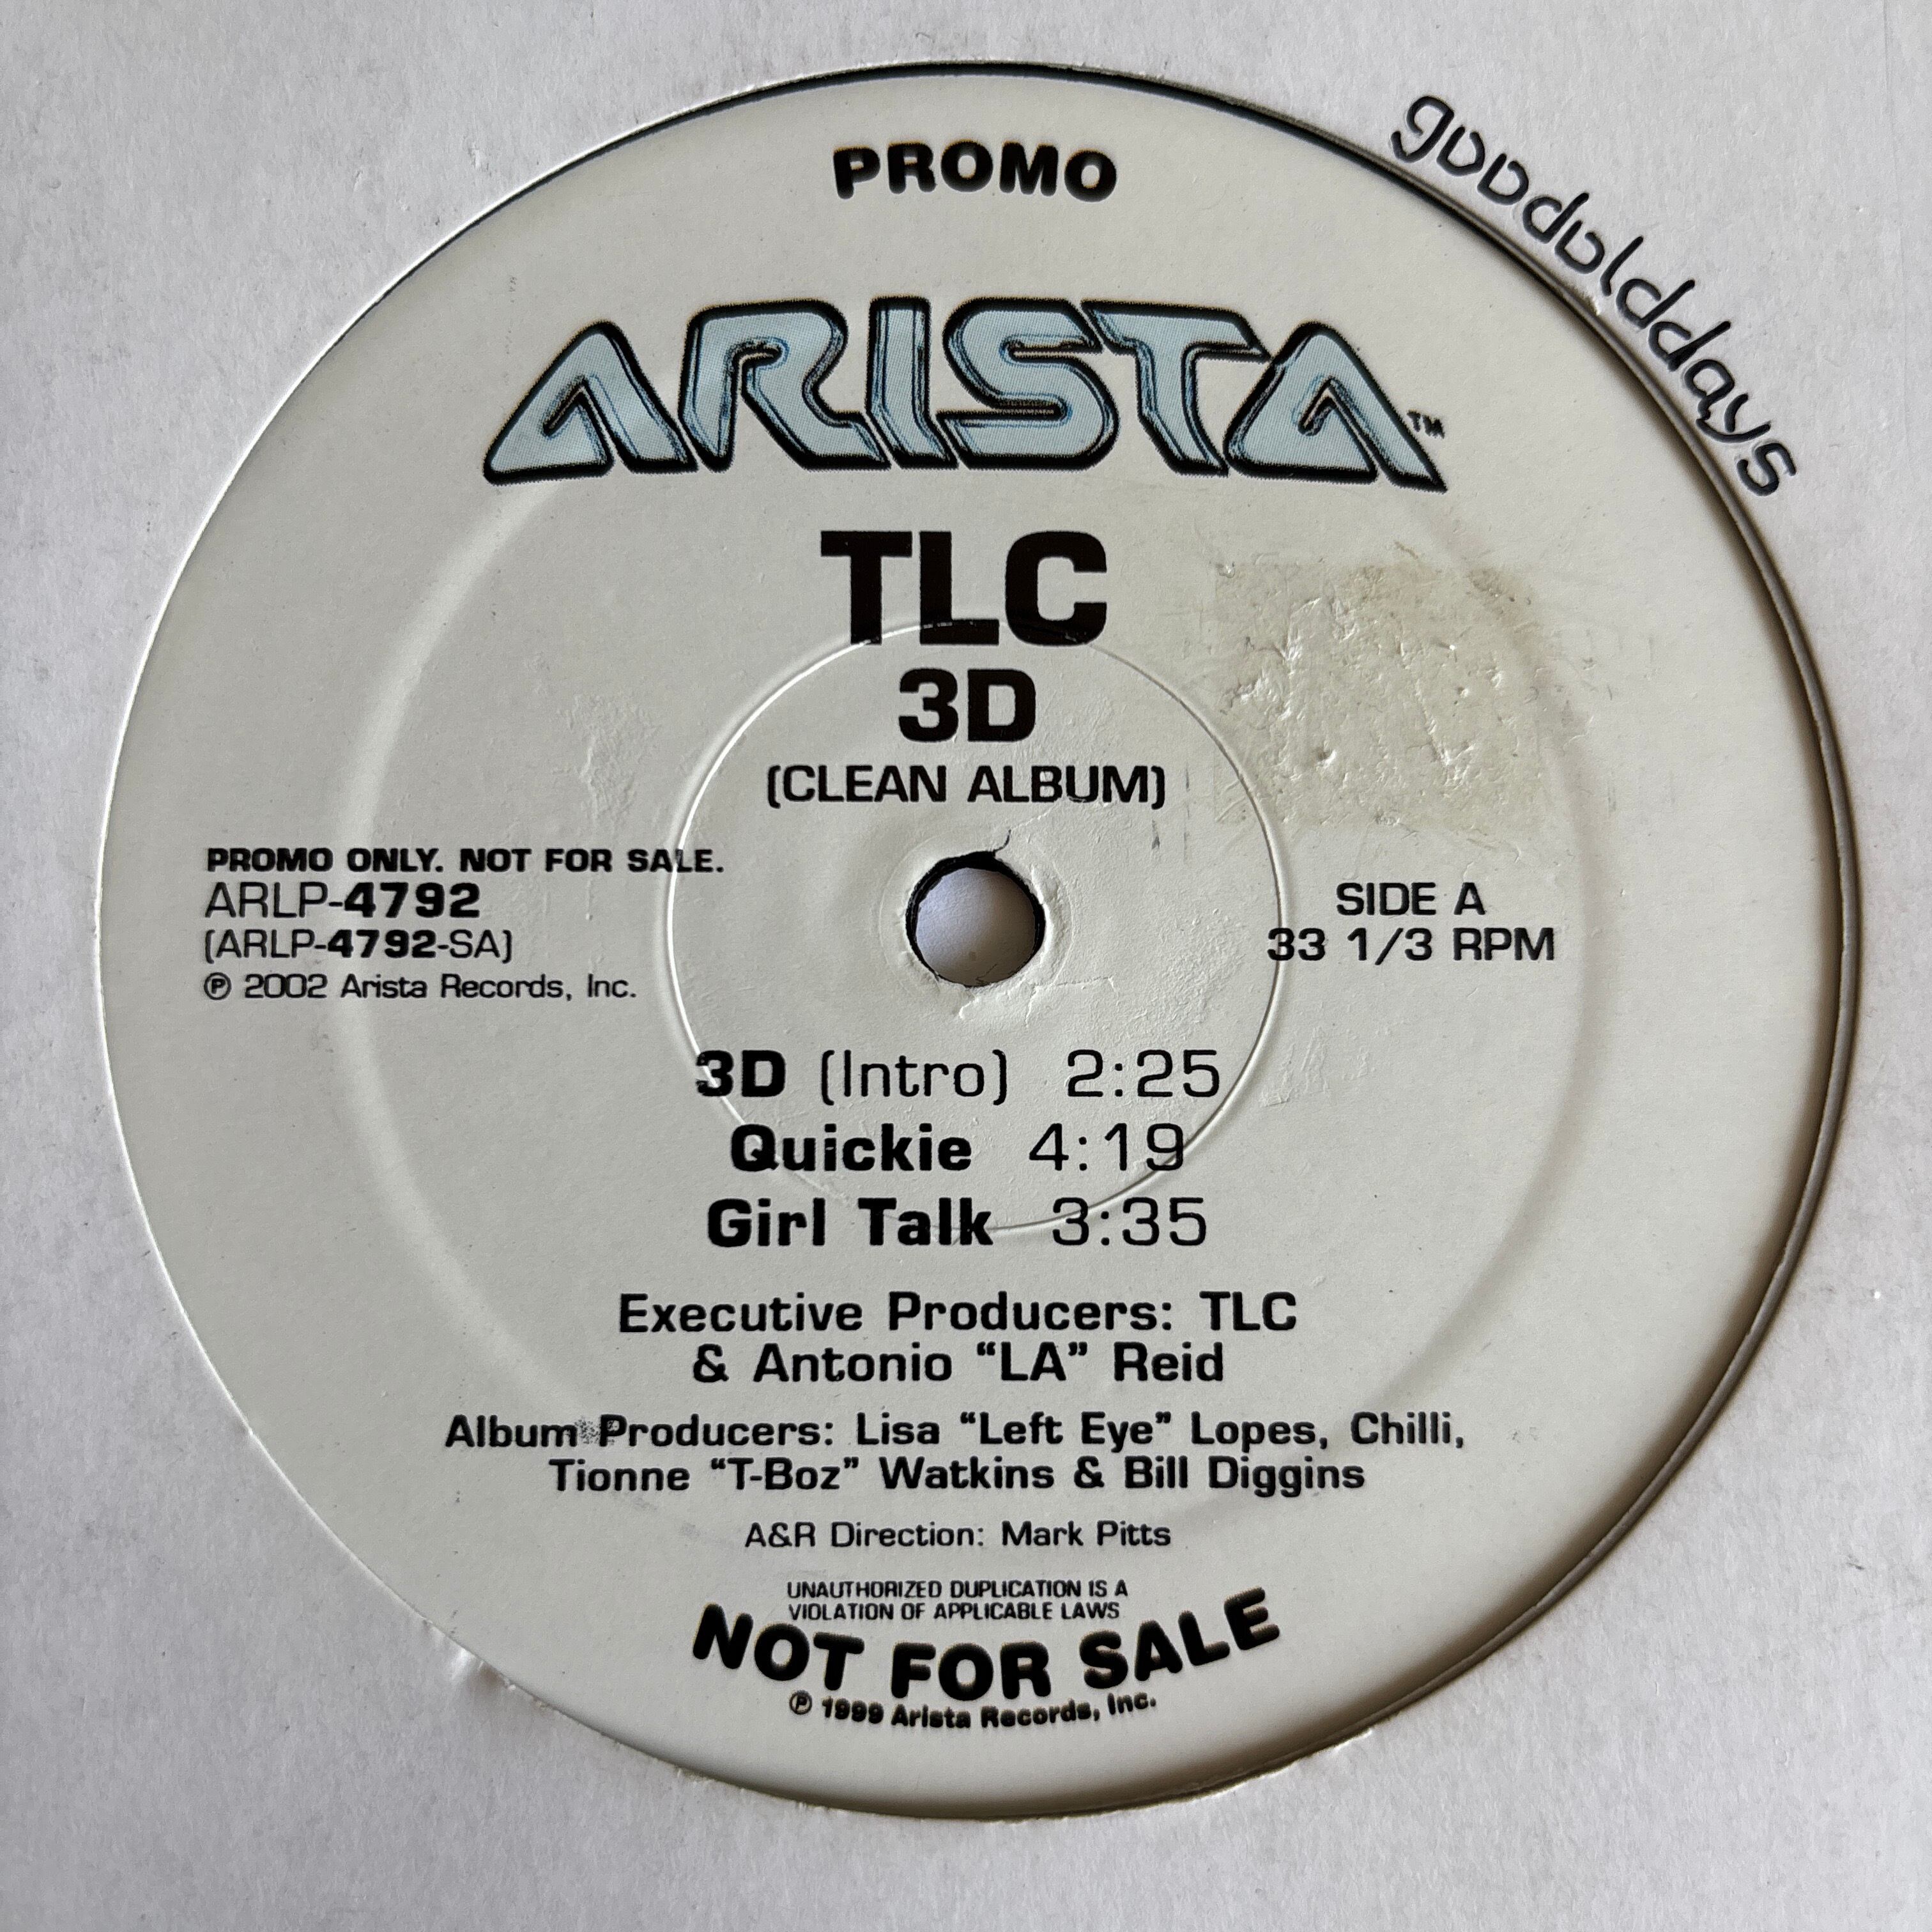 PROMO
goodolddays
ARISTA™
TLC
3D
(CLEAN ALBUM)
PROMO ONLY. NOT FOR SALE.
ARLP-4792
(ARLP-4792-SA)
℗ 2002 Arista Records, Inc.
SIDE A
33 1/3 RPM
3D (Intro) 2:25
Quickie 4:19
Girl Talk 3:35
Executive Producers: TLC
& Antonio “LA” Reid
Album Producers: Lisa “Left Eye” Lopes, Chilli,
Tionne “T-Boz” Watkins & Bill Diggins
A&R Direction: Mark Pitts
UNAUTHORIZED DUPLICATION IS A
VIOLATION OF APPLICABLE LAWS
NOT FOR SALE
℗ 1999 Arista Records, Inc.